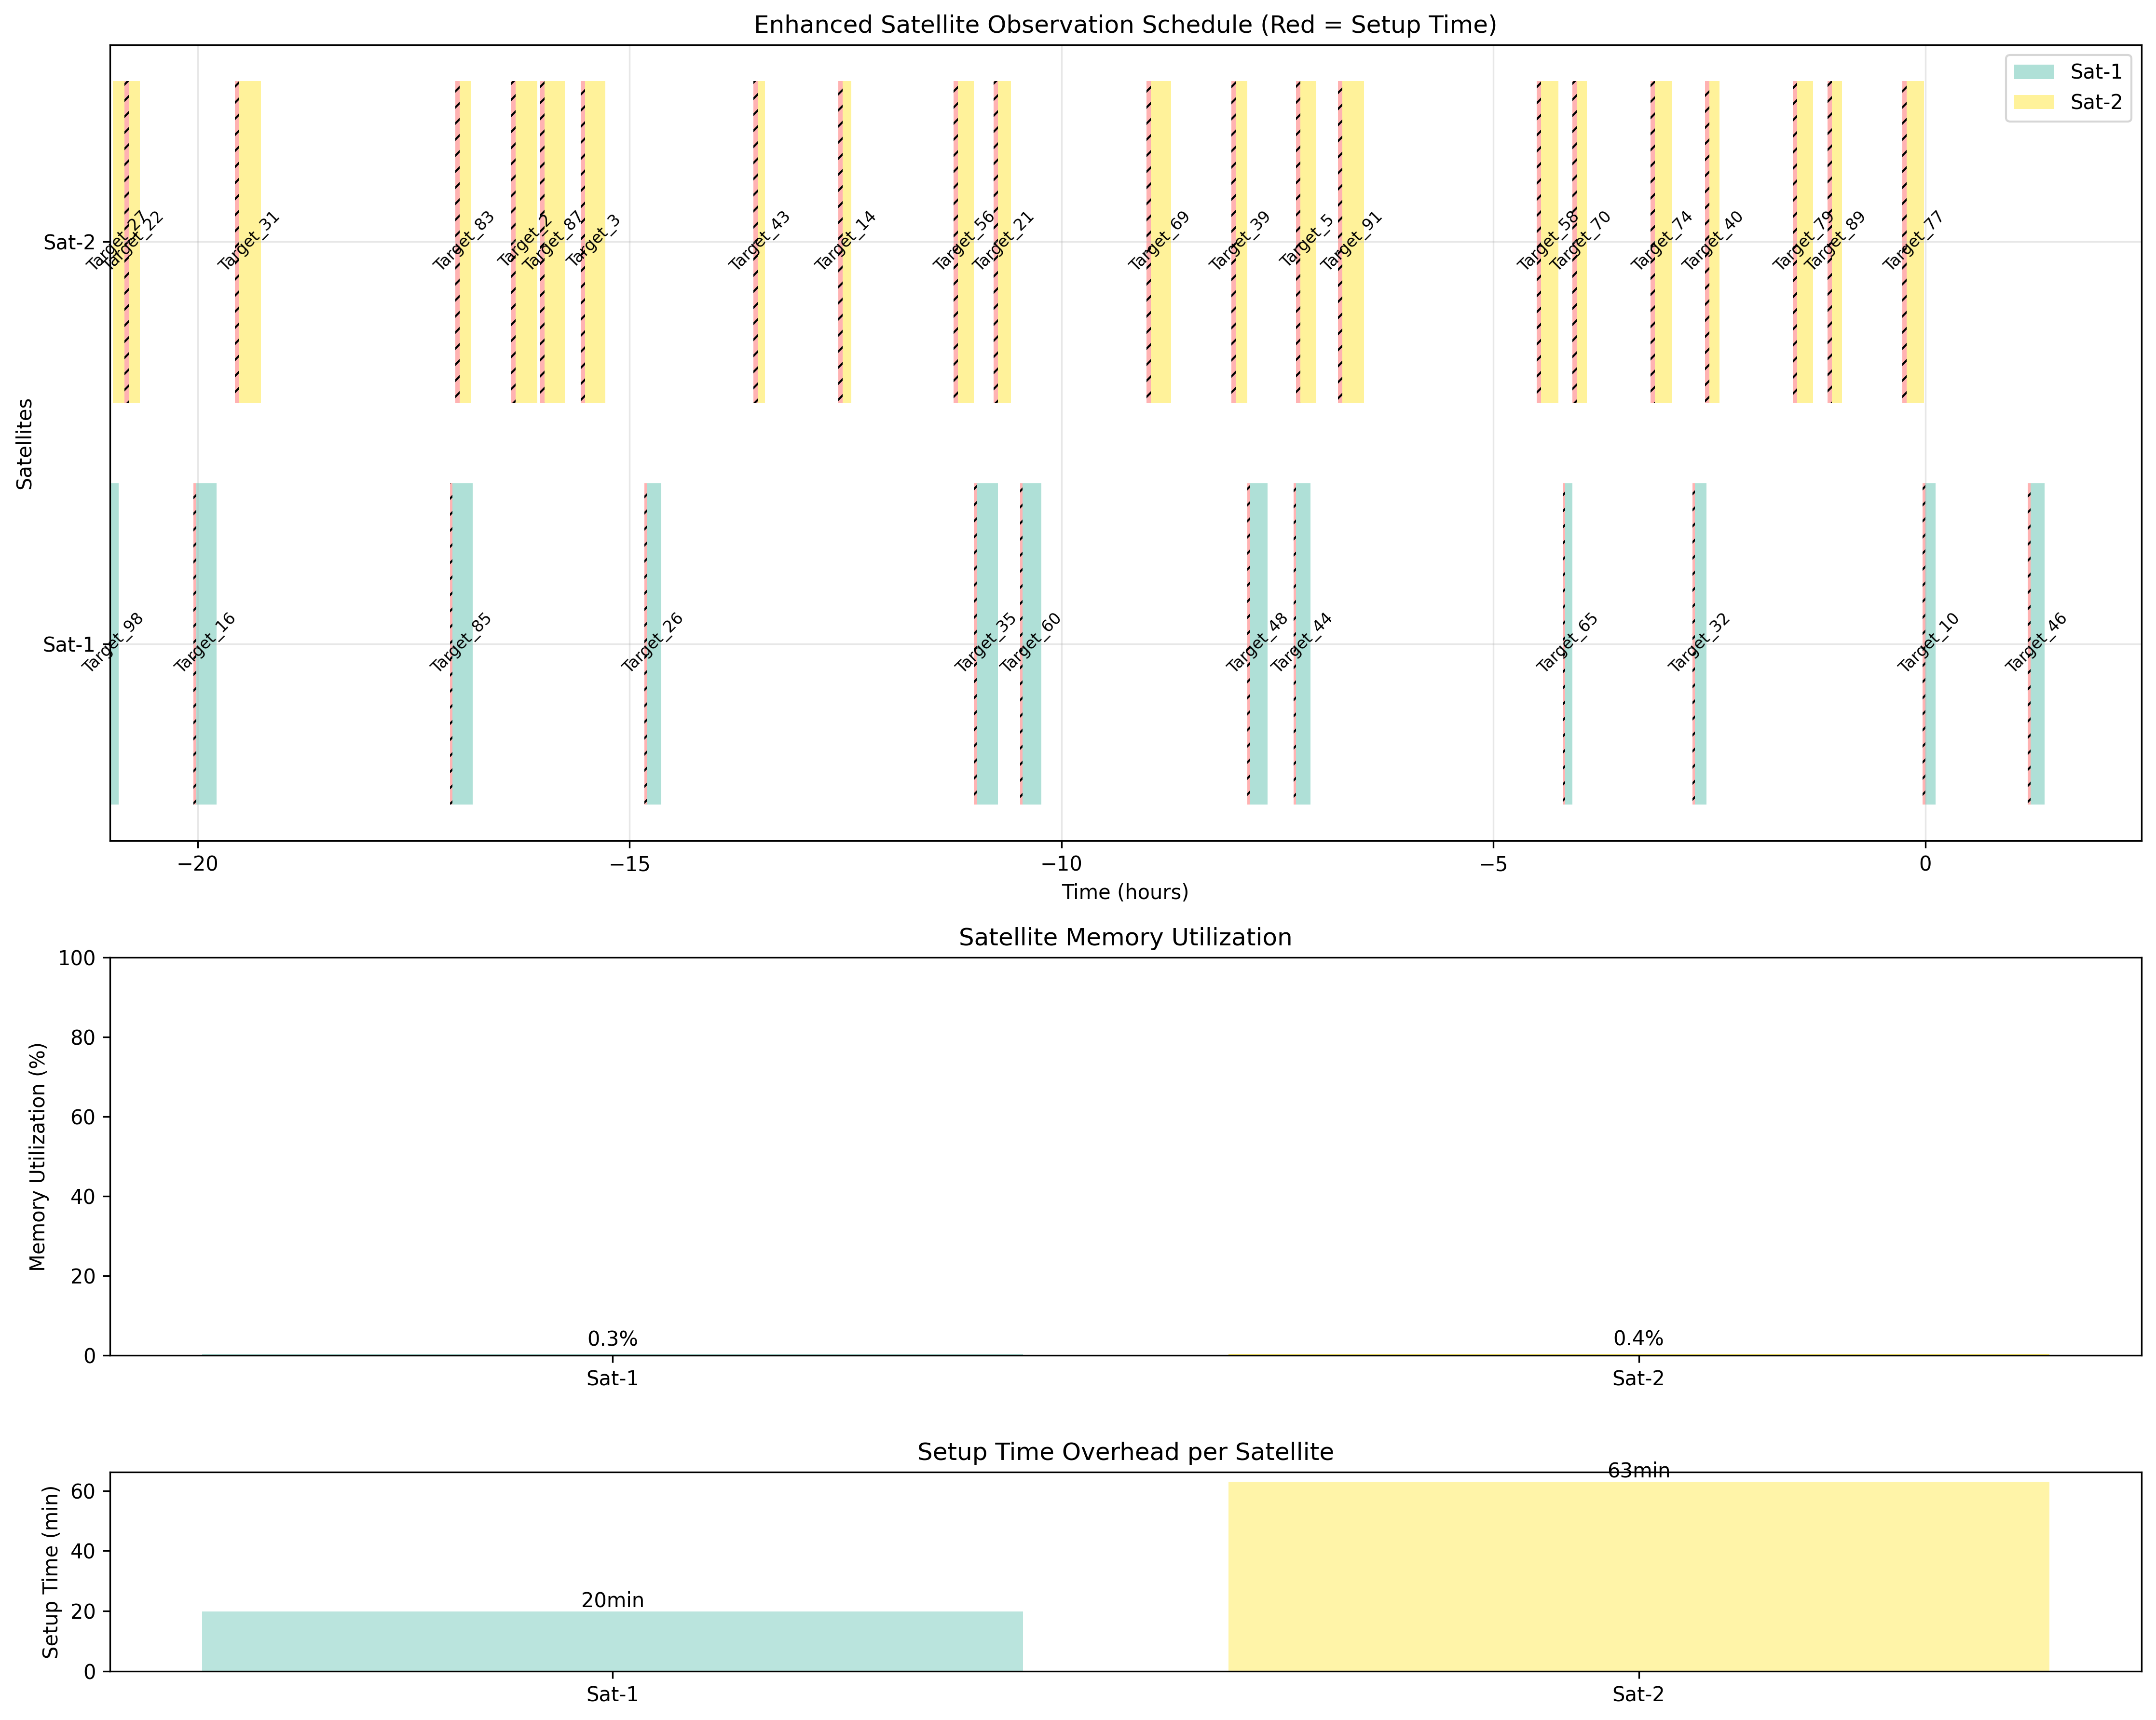 Enhanced Satellite Observation Schedule (Red = Setup Time)
Sat-1
Sat-2
Satellites
Sat-2
Target_27
Target_22
Target_31
Target_83
Target_2
Target_87
Target_3
Target_43
Target_14
Target_56
Target_21
Target_69
Target_39
Target_5
Target_91
Target_58
Target_70
Target_74
Target_40
Target_79
Target_89
Target_77
Sat-1
Target_98
Target_16
Target_85
Target_26
Target_35
Target_60
Target_48
Target_44
Target_65
Target_32
Target_10
Target_46
−20
−15
−10
−5
0
Time (hours)
Satellite Memory Utilization
Memory Utilization (%)
100
80
60
40
20
0
0.3%
0.4%
Sat-1
Sat-2
Setup Time Overhead per Satellite
Setup Time (min)
60
40
20
0
20min
63min
Sat-1
Sat-2